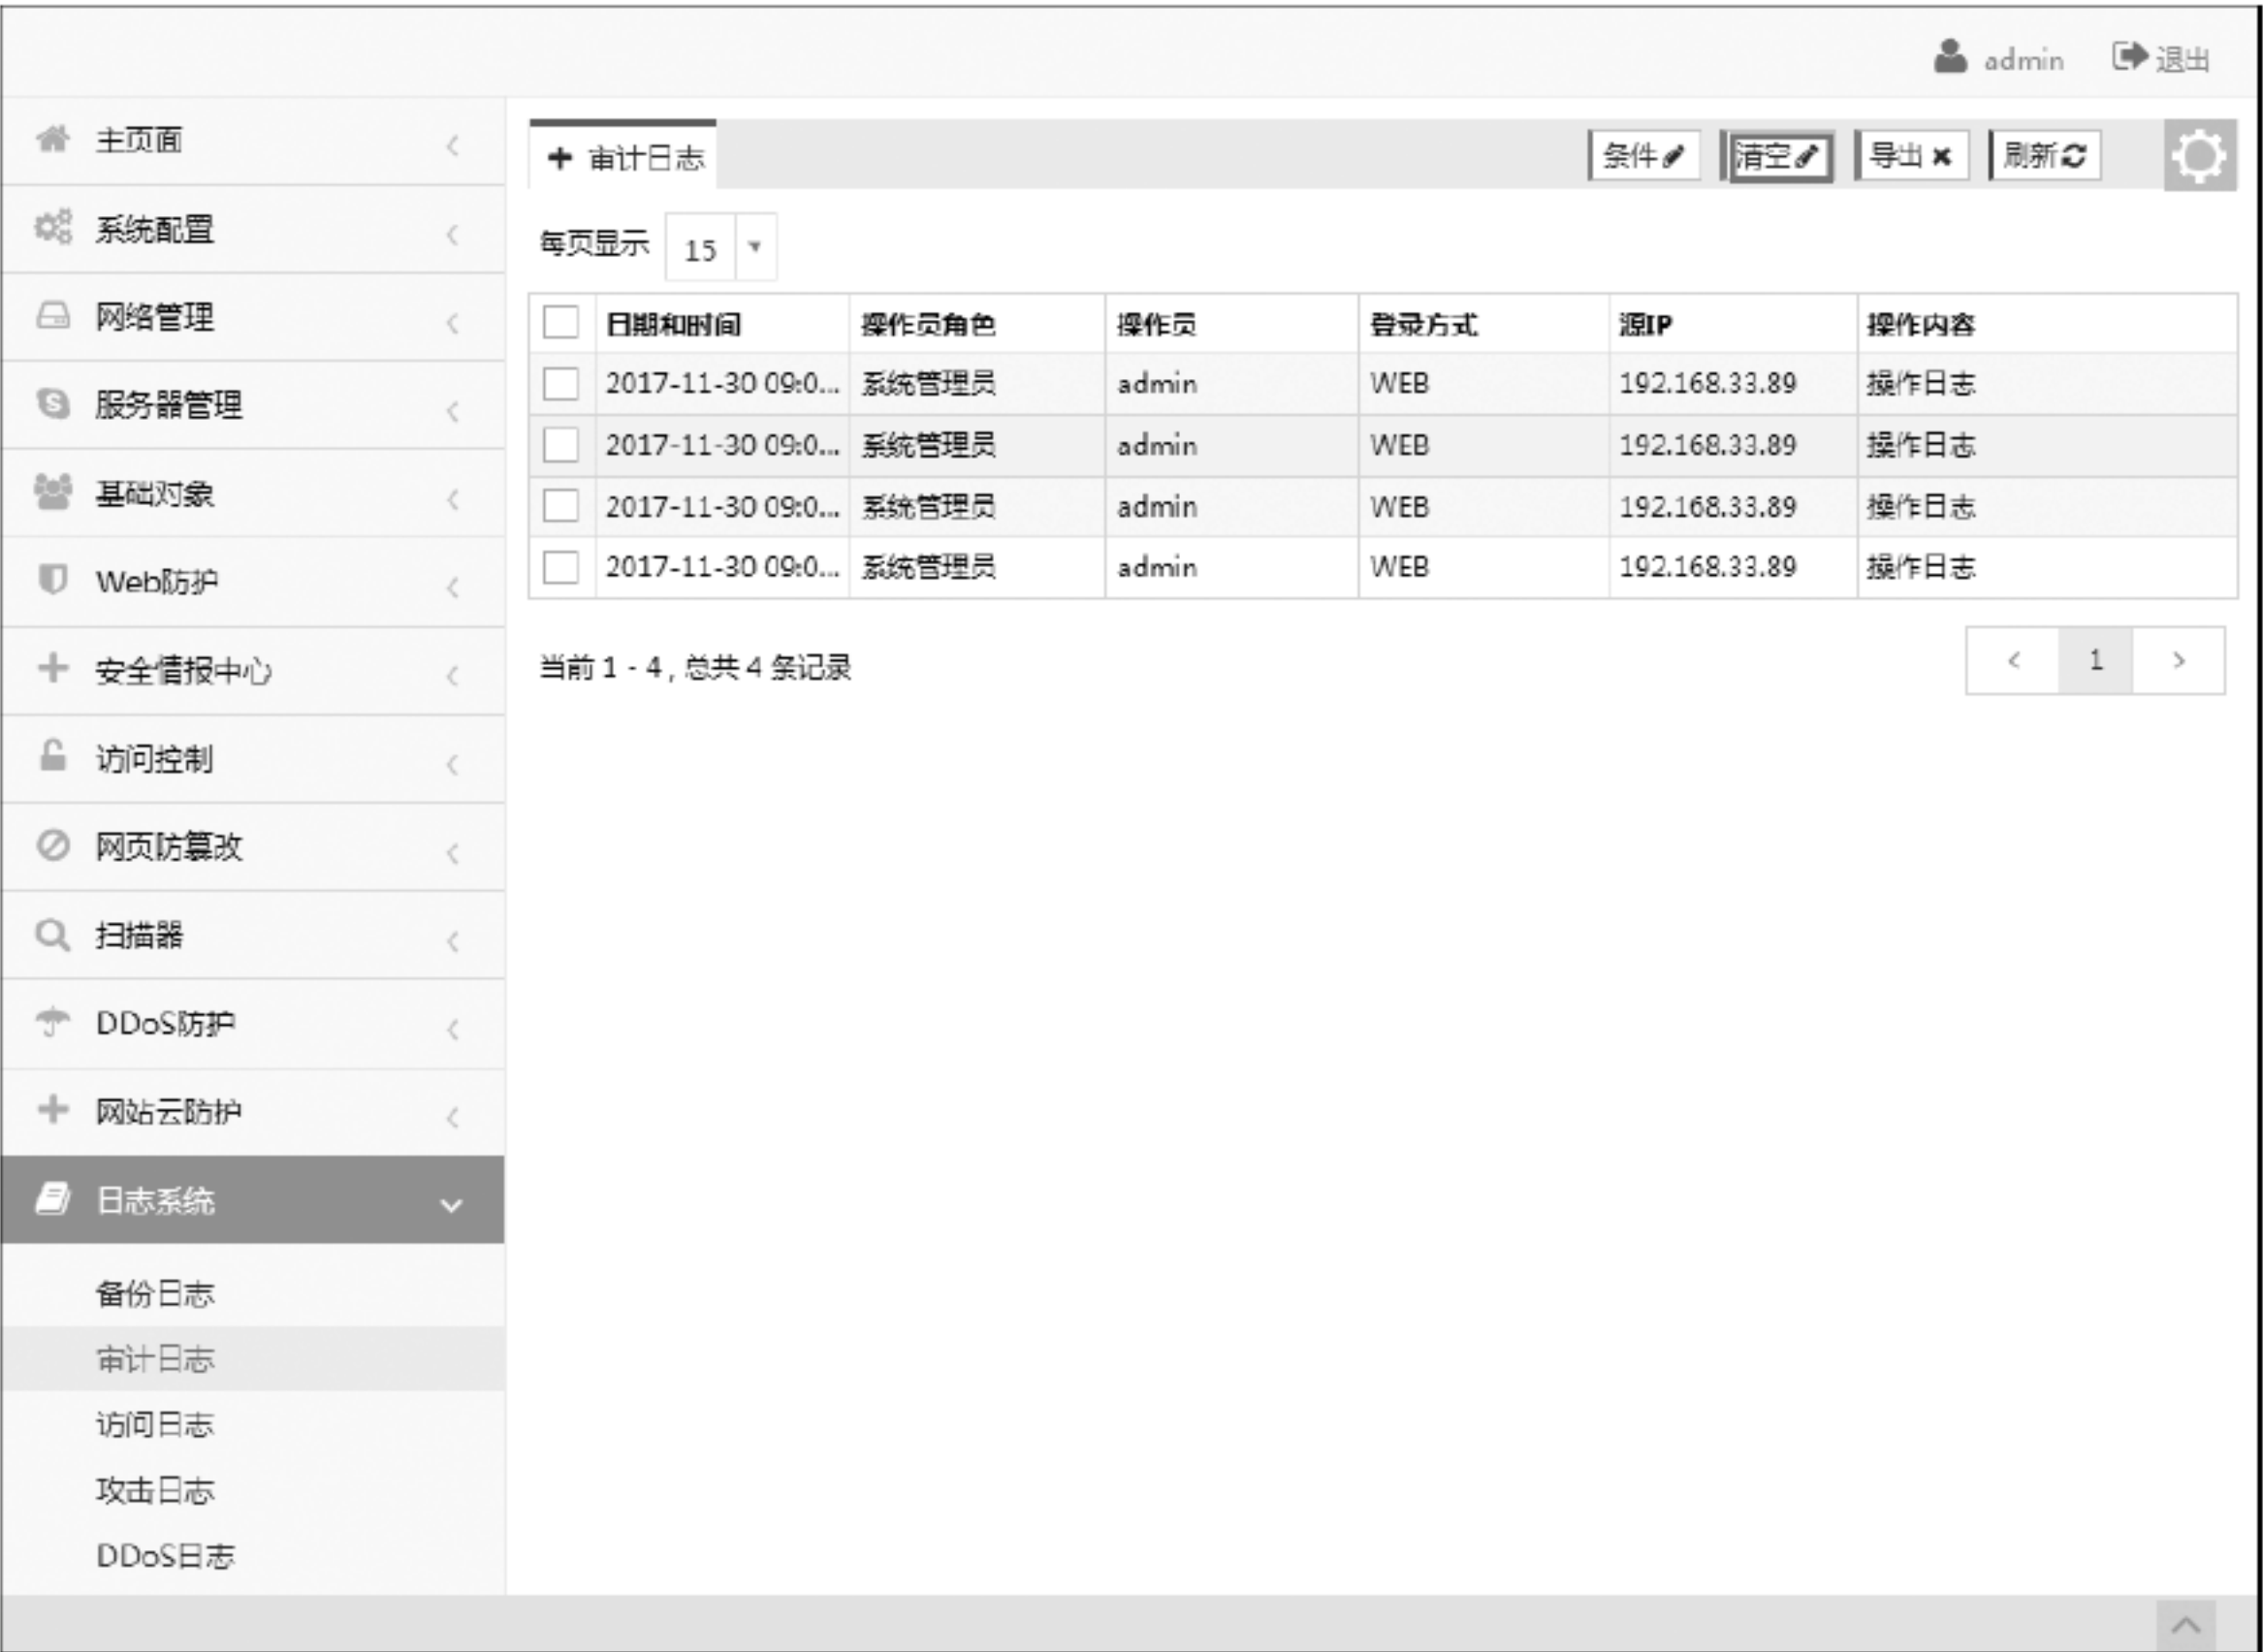 admin 退出
主页面
系统配置
网络管理
服务器管理
基础对象
Web防护
安全情报中心
访问控制
网页防篡改
扫描器
DDoS防护
网站云防护
日志系统
备份日志
审计日志
访问日志
攻击日志
DDoS日志
审计日志 条件 清空 导出 刷新
每页显示 15
日期和时间 操作员角色 操作员 登录方式 源IP 操作内容
2017-11-30 09:0... 系统管理员 admin WEB 192.168.33.89 操作日志
2017-11-30 09:0... 系统管理员 admin WEB 192.168.33.89 操作日志
2017-11-30 09:0... 系统管理员 admin WEB 192.168.33.89 操作日志
2017-11-30 09:0... 系统管理员 admin WEB 192.168.33.89 操作日志
当前 1 - 4 , 总共 4 条记录 < 1 >